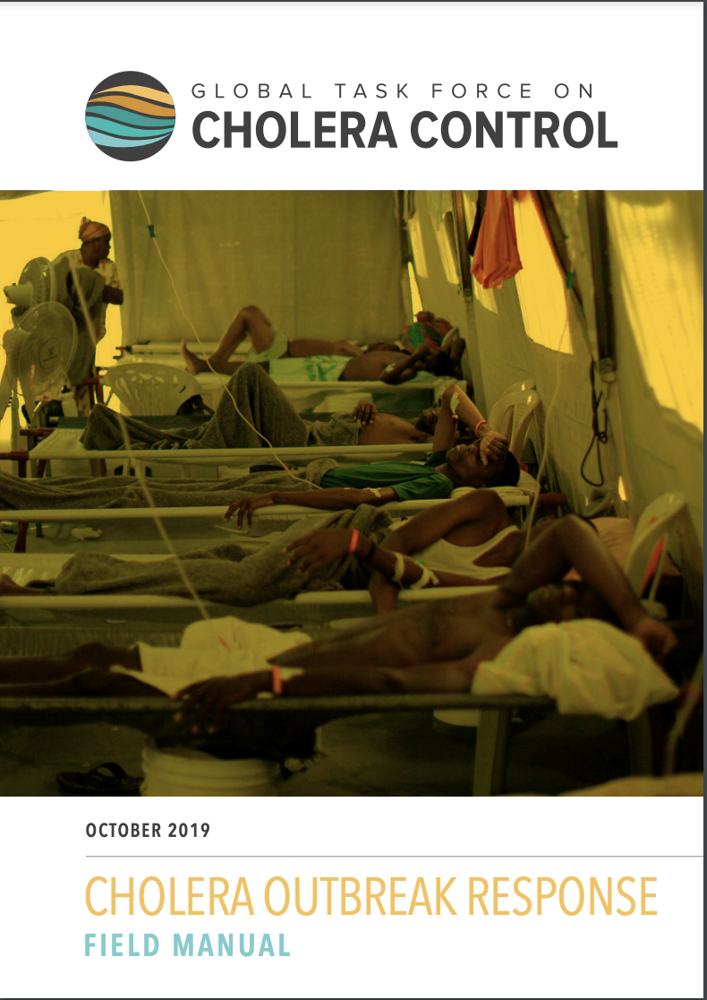 GLOBAL TASK FORCE ON
CHOLERA CONTROL
OCTOBER 2019
CHOLERA OUTBREAK RESPONSE
FIELD MANUAL